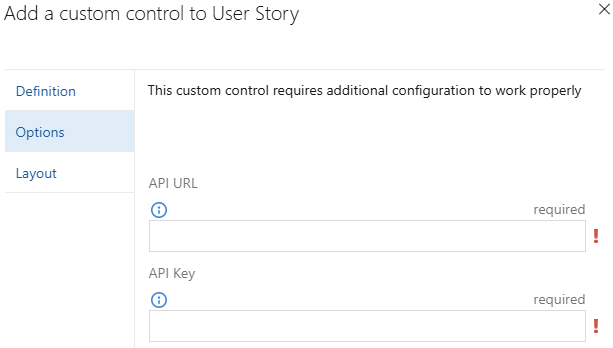 Add a custom control to User Story
Definition
This custom control requires additional configuration to work properly
Options
Layout
API URL
required
!
API Key
required
!